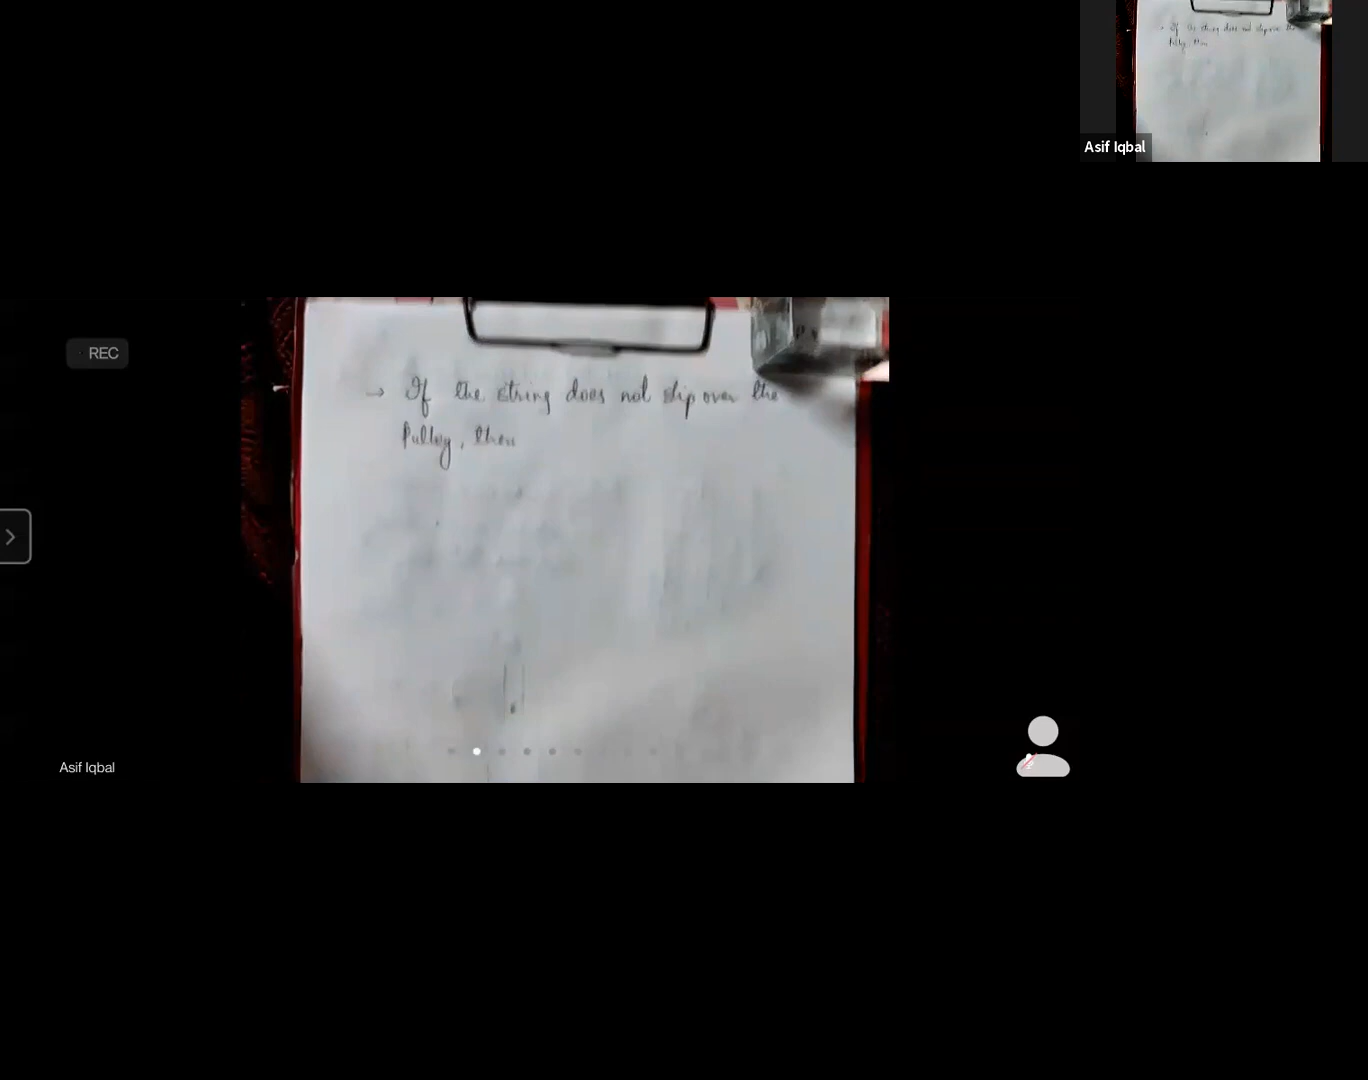 Asif Iqbal
REC
→ If the string does not slip over the
Pulley, then
Asif Iqbal